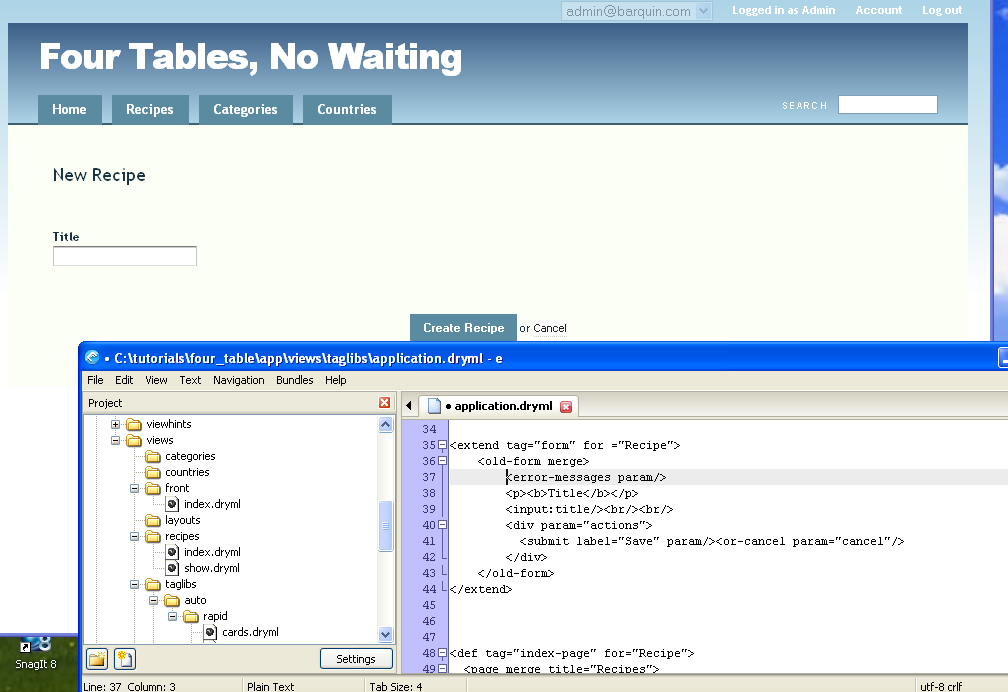 admin@barquin.com Logged in as Admin Account Log out
Four Tables, No Waiting
Home Recipes Categories Countries SEARCH
New Recipe
Title
Create Recipe or Cancel
C:\tutorials\four_table\app\views\taglibs\application.dryml - e
File Edit View Text Navigation Bundles Help
Project
viewhints
views
categories
countries
front
index.dryml
layouts
recipes
index.dryml
show.dryml
taglibs
auto
rapid
cards.dryml
Settings
application.dryml
34
35 <extend tag="form" for ="Recipe">
36 <old-form merge>
37 <error-messages param/>
38 <p><b>Title</b></p>
39 <input:title/><br/><br/>
40 <div param="actions">
41 <submit label="Save" param/><or-cancel param="cancel"/>
42 </div>
43 </old-form>
44 </extend>
45
46
47
48 <def tag="index-page" for="Recipe">
49 <page merge title="Recipes">
Line: 37 Column: 3 Plain Text Tab Size: 4 utf-8 crlf
SnagIt 8